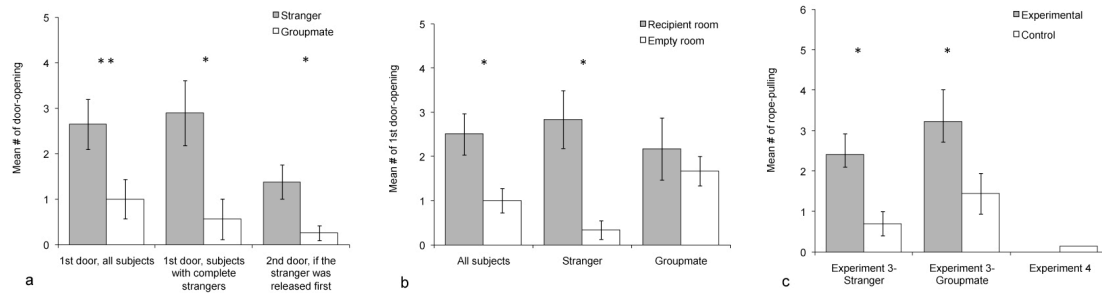 Stranger
Groupmate
Mean # of door-opening
5
4
3
2
1
0
**
*
*
1st door, all subjects
1st door, subjects
with complete
strangers
2nd door, if the
stranger was
released first
a
Recipient room
Empty room
Mean # of 1st door-opening
5
4
3
2
1
0
*
*
All subjects
Stranger
Groupmate
b
Experimental
Control
Mean # of rope-pulling
6
5
4
3
2
1
0
*
*
Experiment 3-
Stranger
Experiment 3-
Groupmate
Experiment 4
c